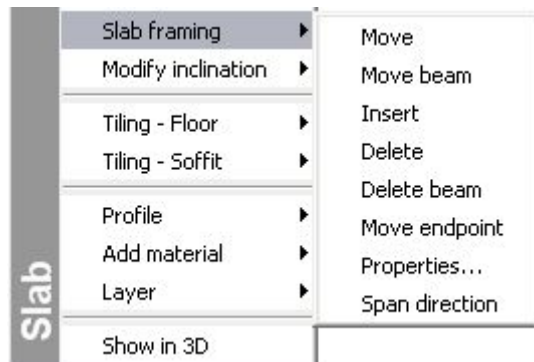 Slab
Slab framing
Modify inclination
Tiling - Floor
Tiling - Soffit
Profile
Add material
Layer
Show in 3D
Move
Move beam
Insert
Delete
Delete beam
Move endpoint
Properties...
Span direction